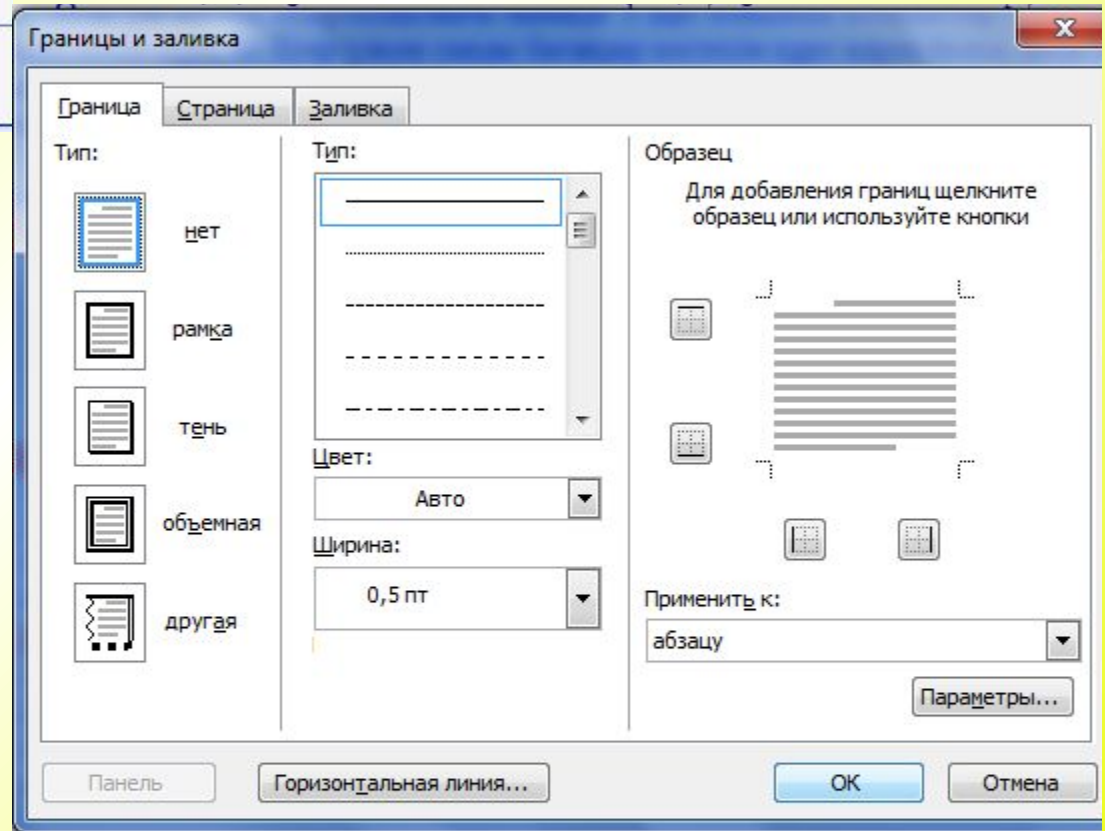 Границы и заливка
Граница
Страница
Заливка
Тип:
нет
рамка
тень
объемная
другая
Тип:
Цвет:
Авто
Ширина:
0,5 пт
Образец
Для добавления границ щелкните
образец или используйте кнопки
Применить к:
абзацу
Параметры...
Панель
Горизонтальная линия...
ОК
Отмена